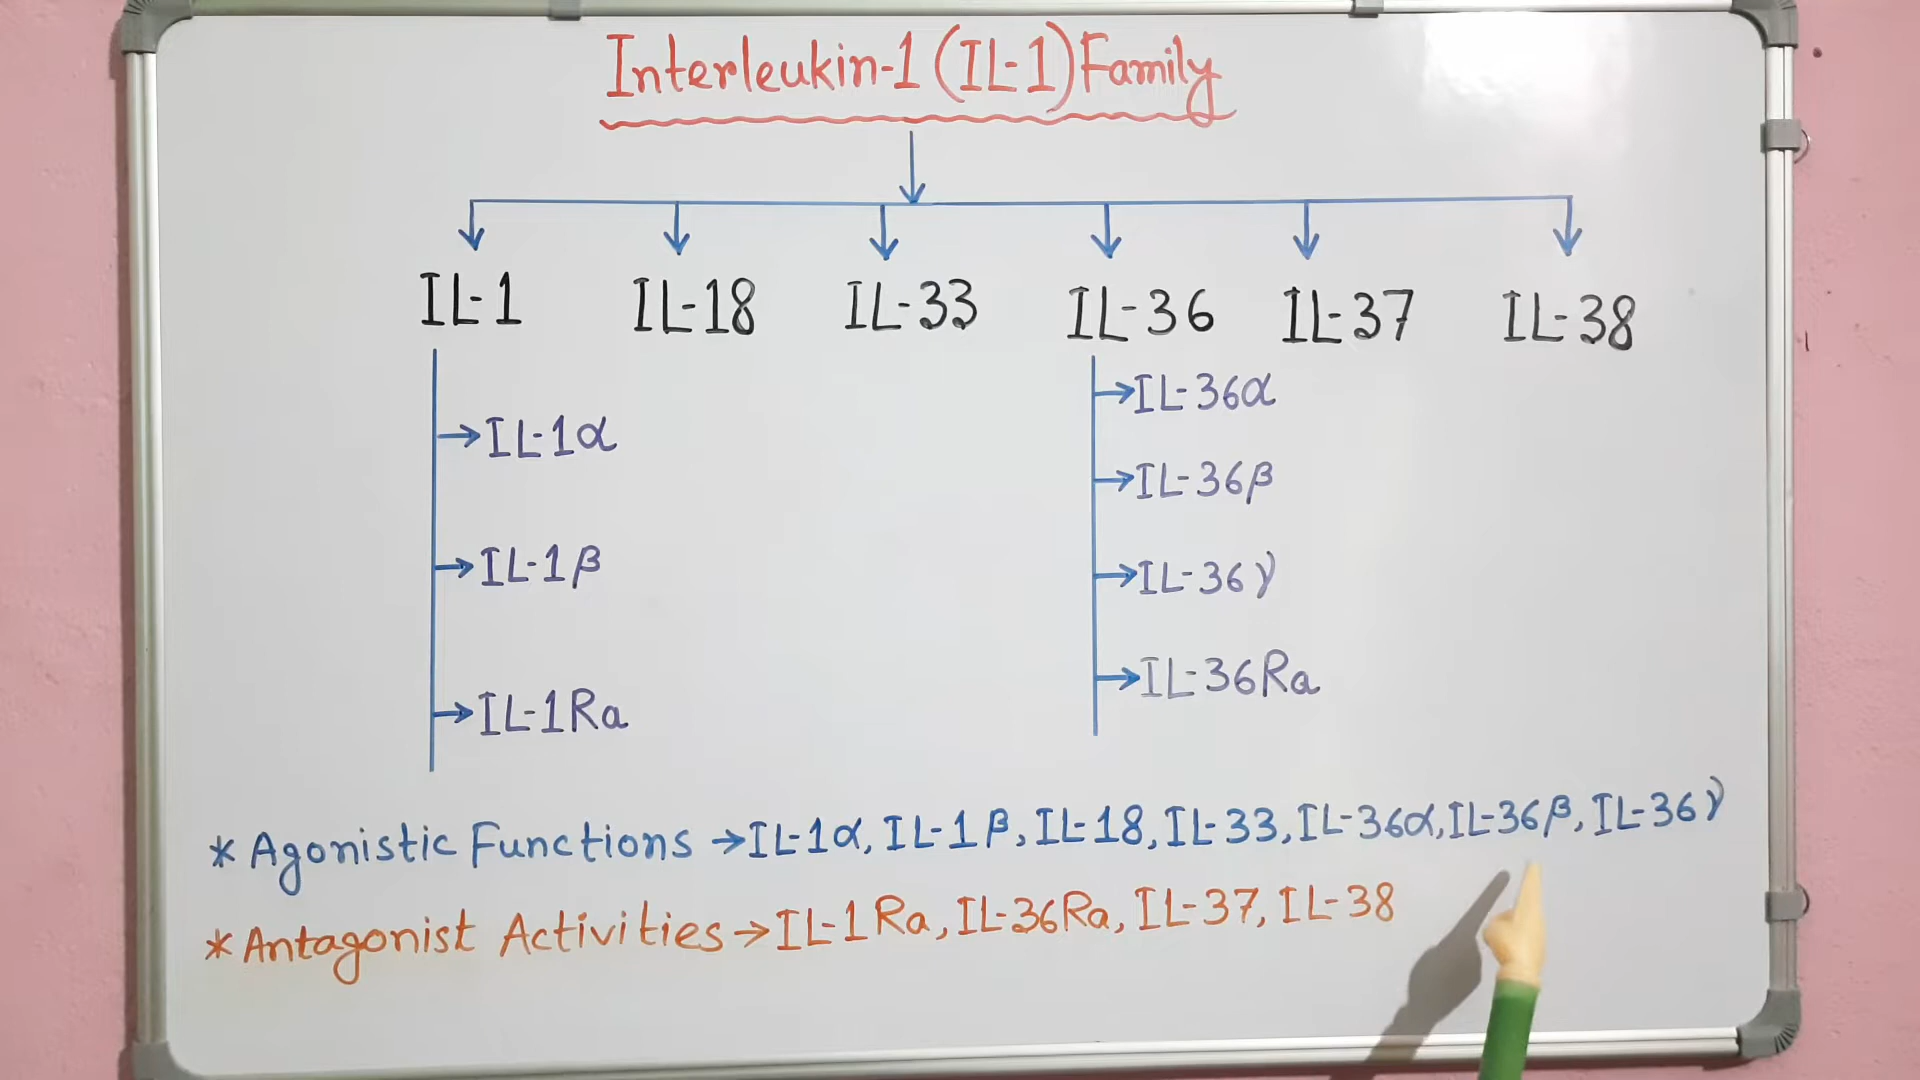 Interleukin-1 (IL-1) Family
IL-1 IL-18 IL-33 IL-36 IL-37 IL-38
→IL-1α
→IL-1β
→IL-1Ra
→IL-36α
→IL-36β
→IL-36γ
→IL-36Ra
* Agonistic Functions →IL-1α, IL-1β, IL-18, IL-33, IL-36α, IL-36β, IL-36γ
* Antagonist Activities →IL-1Ra, IL-36Ra, IL-37, IL-38